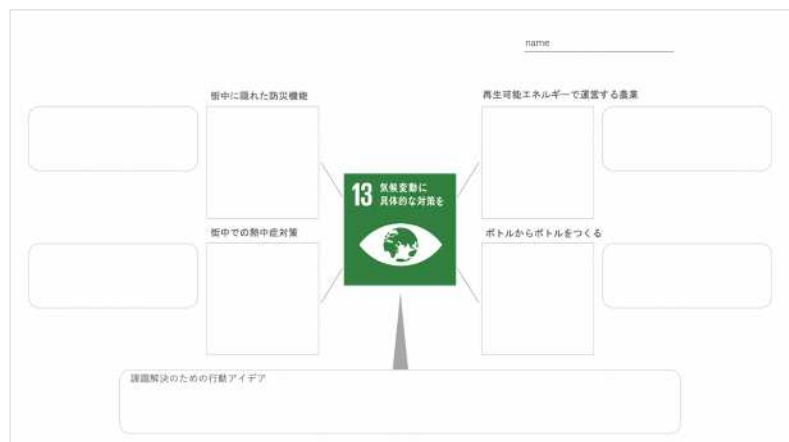 name
街中に隠れた防災機能
再生可能エネルギーで運営する農業
13 気候変動に
具体的な対策を
街中での熱中症対策
ボトルからボトルをつくる
課題解決のための行動アイデア